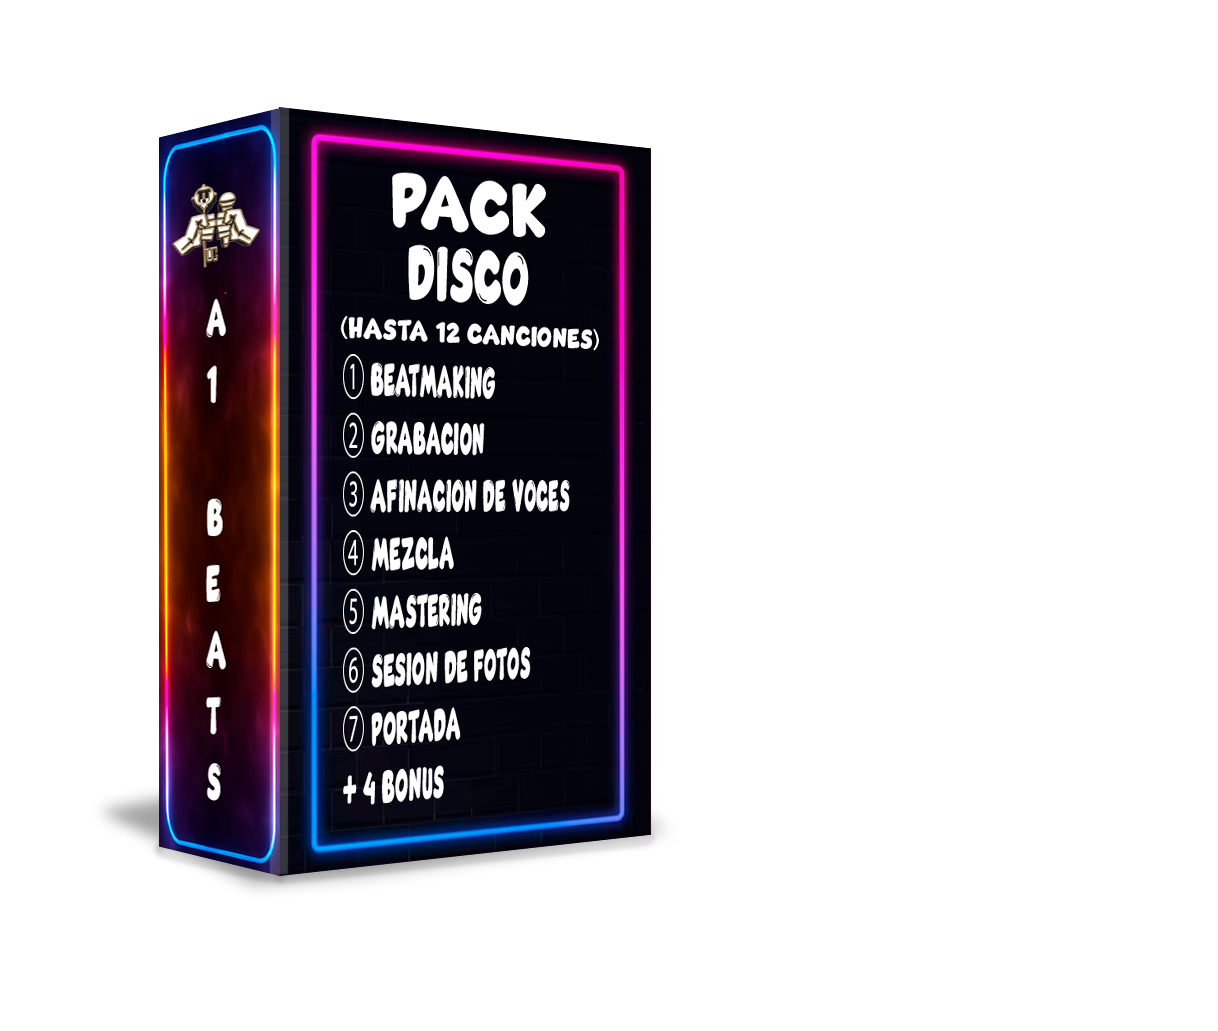 A
1
B
E
A
T
S
PACK
DISCO
(HASTA 12 CANCIONES)
① BEATMAKING
② GRABACION
③ AFINACION DE VOCES
④ MEZCLA
⑤ MASTERING
⑥ SESION DE FOTOS
⑦ PORTADA
+ 4 BONUS